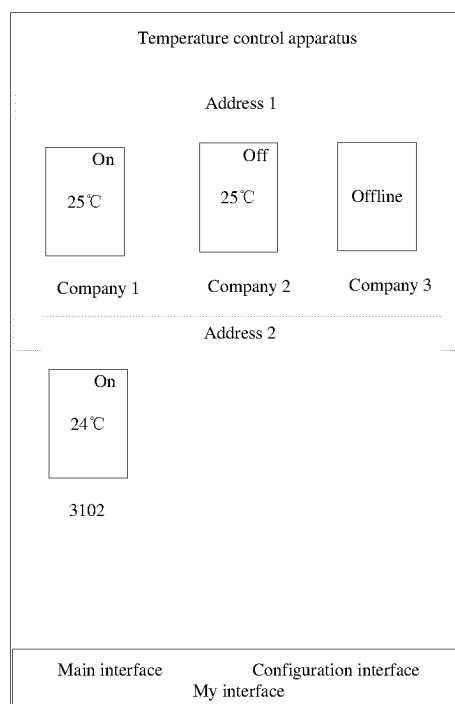 Temperature control apparatus
Address 1
On
25℃
Company 1
Off
25℃
Company 2
Offline
Company 3
Address 2
On
24℃
3102
Main interface
Configuration interface
My interface